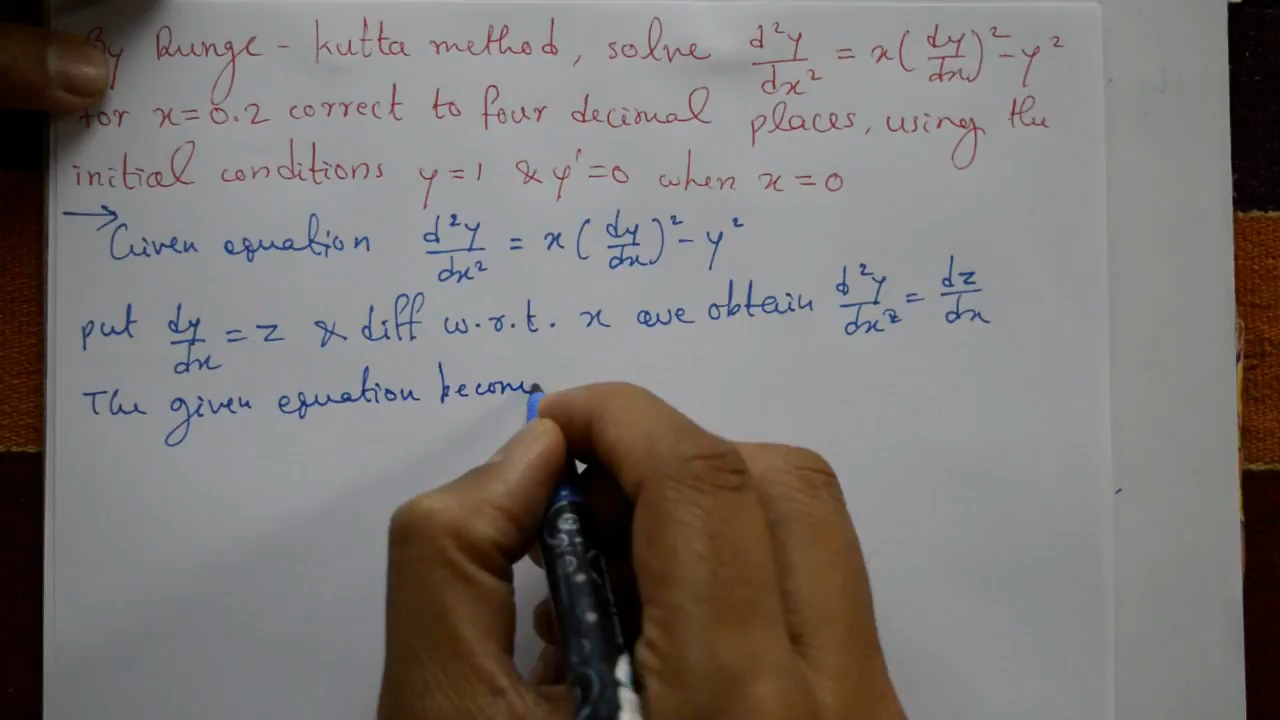 By Runge - Kutta method, solve d²y/dx² = x(dy/dx)² - y²
for x = 0.2 correct to four decimal places, using the
initial conditions y = 1 & y' = 0 when x = 0
→ Given equation d²y/dx² = x(dy/dx)² - y²
put dy/dx = z & diff w.r.t. x we obtain d²y/dx² = dz/dx
The given equation becom